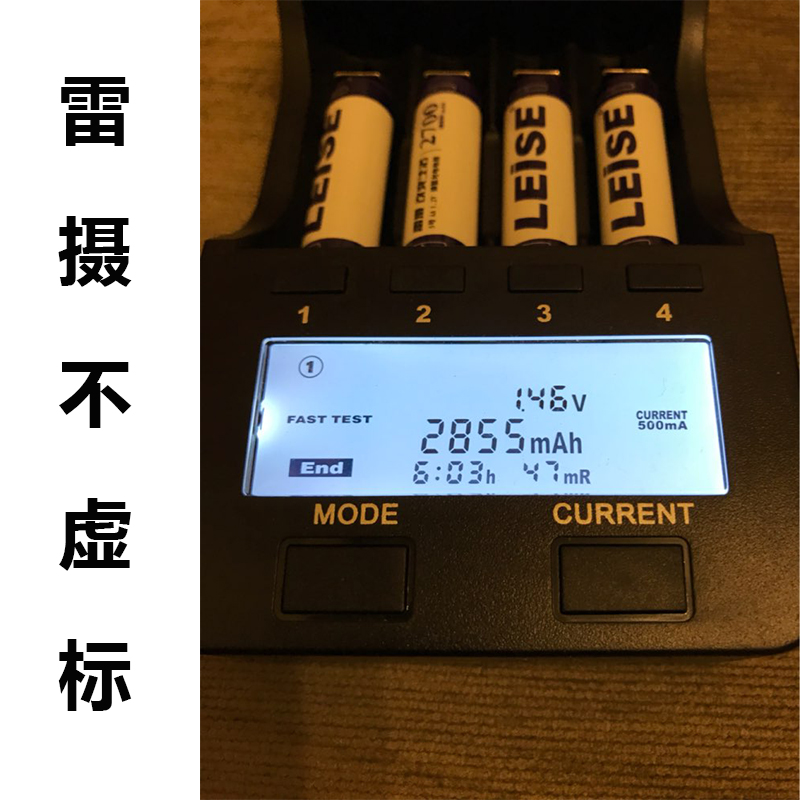 雷摄不虚标
LEISE
2700
LEISE
LEISE
1 2 3 4
①
1.46V
FAST TEST
2855mAh
CURRENT
500mA
End
6:03h 47mR
MODE CURRENT